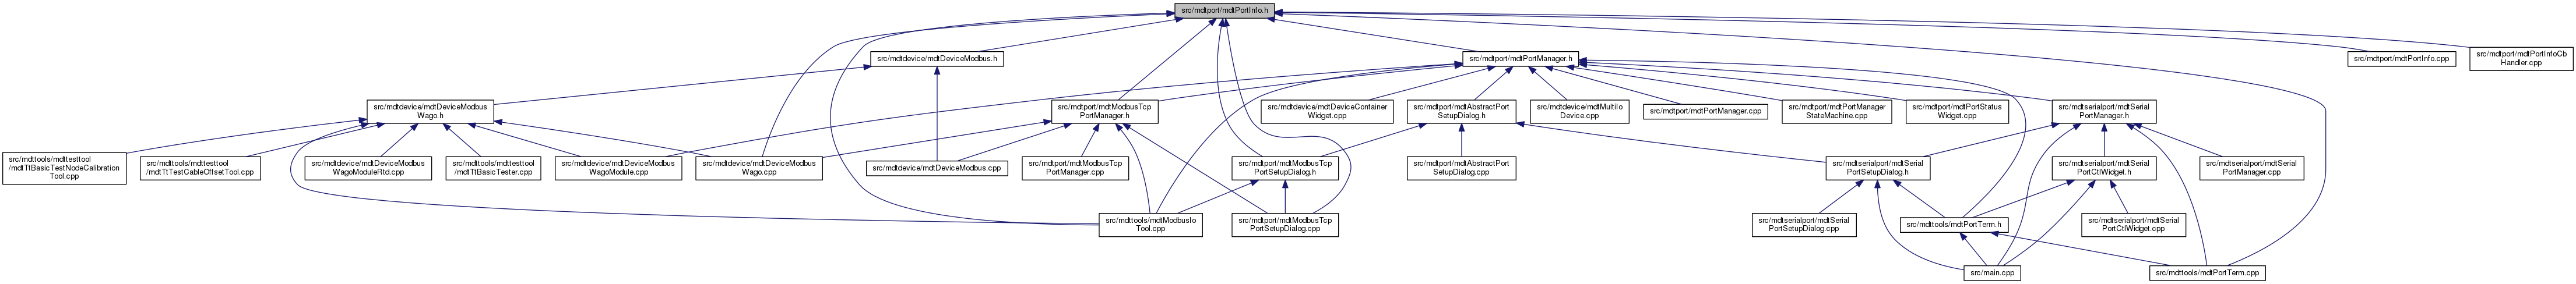 src/mdtport/mdtPortInfo.h
src/mdtport/mdtPortInfoCb
Handler.cpp
src/mdtdevice/mdtDeviceModbus.h
src/mdtport/mdtPortManager.h
src/mdtport/mdtPortInfo.cpp
src/mdtdevice/mdtDeviceModbus
Wago.h
src/mdtport/mdtModbusTcp
PortManager.h
src/mdtdevice/mdtDeviceContainer
Widget.cpp
src/mdtport/mdtAbstractPort
SetupDialog.h
src/mdtdevice/mdtMultiIo
Device.cpp
src/mdtport/mdtPortManager.cpp
src/mdtport/mdtPortManager
StateMachine.cpp
src/mdtport/mdtPortStatus
Widget.cpp
src/mdtserialport/mdtSerial
PortManager.h
src/mdttools/mdttesttool
/mdtTtBasicTestNodeCalibration
Tool.cpp
src/mdttools/mdttesttool
/mdtTtTestCableOffsetTool.cpp
src/mdtdevice/mdtDeviceModbus
WagoModuleRtd.cpp
src/mdttools/mdttesttool
/mdtTtBasicTester.cpp
src/mdtdevice/mdtDeviceModbus
WagoModule.cpp
src/mdtdevice/mdtDeviceModbus
Wago.cpp
src/mdtdevice/mdtDeviceModbus.cpp
src/mdtport/mdtModbusTcp
PortManager.cpp
src/mdtport/mdtModbusTcp
PortSetupDialog.h
src/mdtport/mdtAbstractPort
SetupDialog.cpp
src/mdtserialport/mdtSerial
PortSetupDialog.h
src/mdtserialport/mdtSerial
PortCtlWidget.h
src/mdtserialport/mdtSerial
PortManager.cpp
src/mdttools/mdtModbusIo
Tool.cpp
src/mdtport/mdtModbusTcp
PortSetupDialog.cpp
src/mdtserialport/mdtSerial
PortSetupDialog.cpp
src/mdttools/mdtPortTerm.h
src/mdtserialport/mdtSerial
PortCtlWidget.cpp
src/main.cpp
src/mdttools/mdtPortTerm.cpp